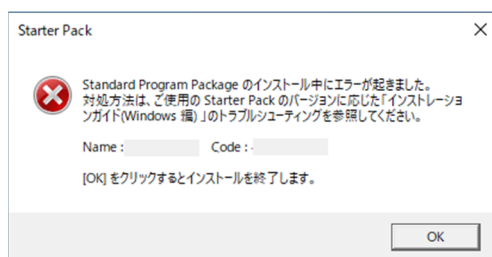 Starter Pack
Standard Program Package のインストール中にエラーが起きました。
対処方法は、ご使用の Starter Pack のバージョンに応じた「インストレーショ
ンガイド(Windows 編) 」のトラブルシューティングを参照してください。
Name : Code :
[OK] をクリックするとインストールを終了します。
OK